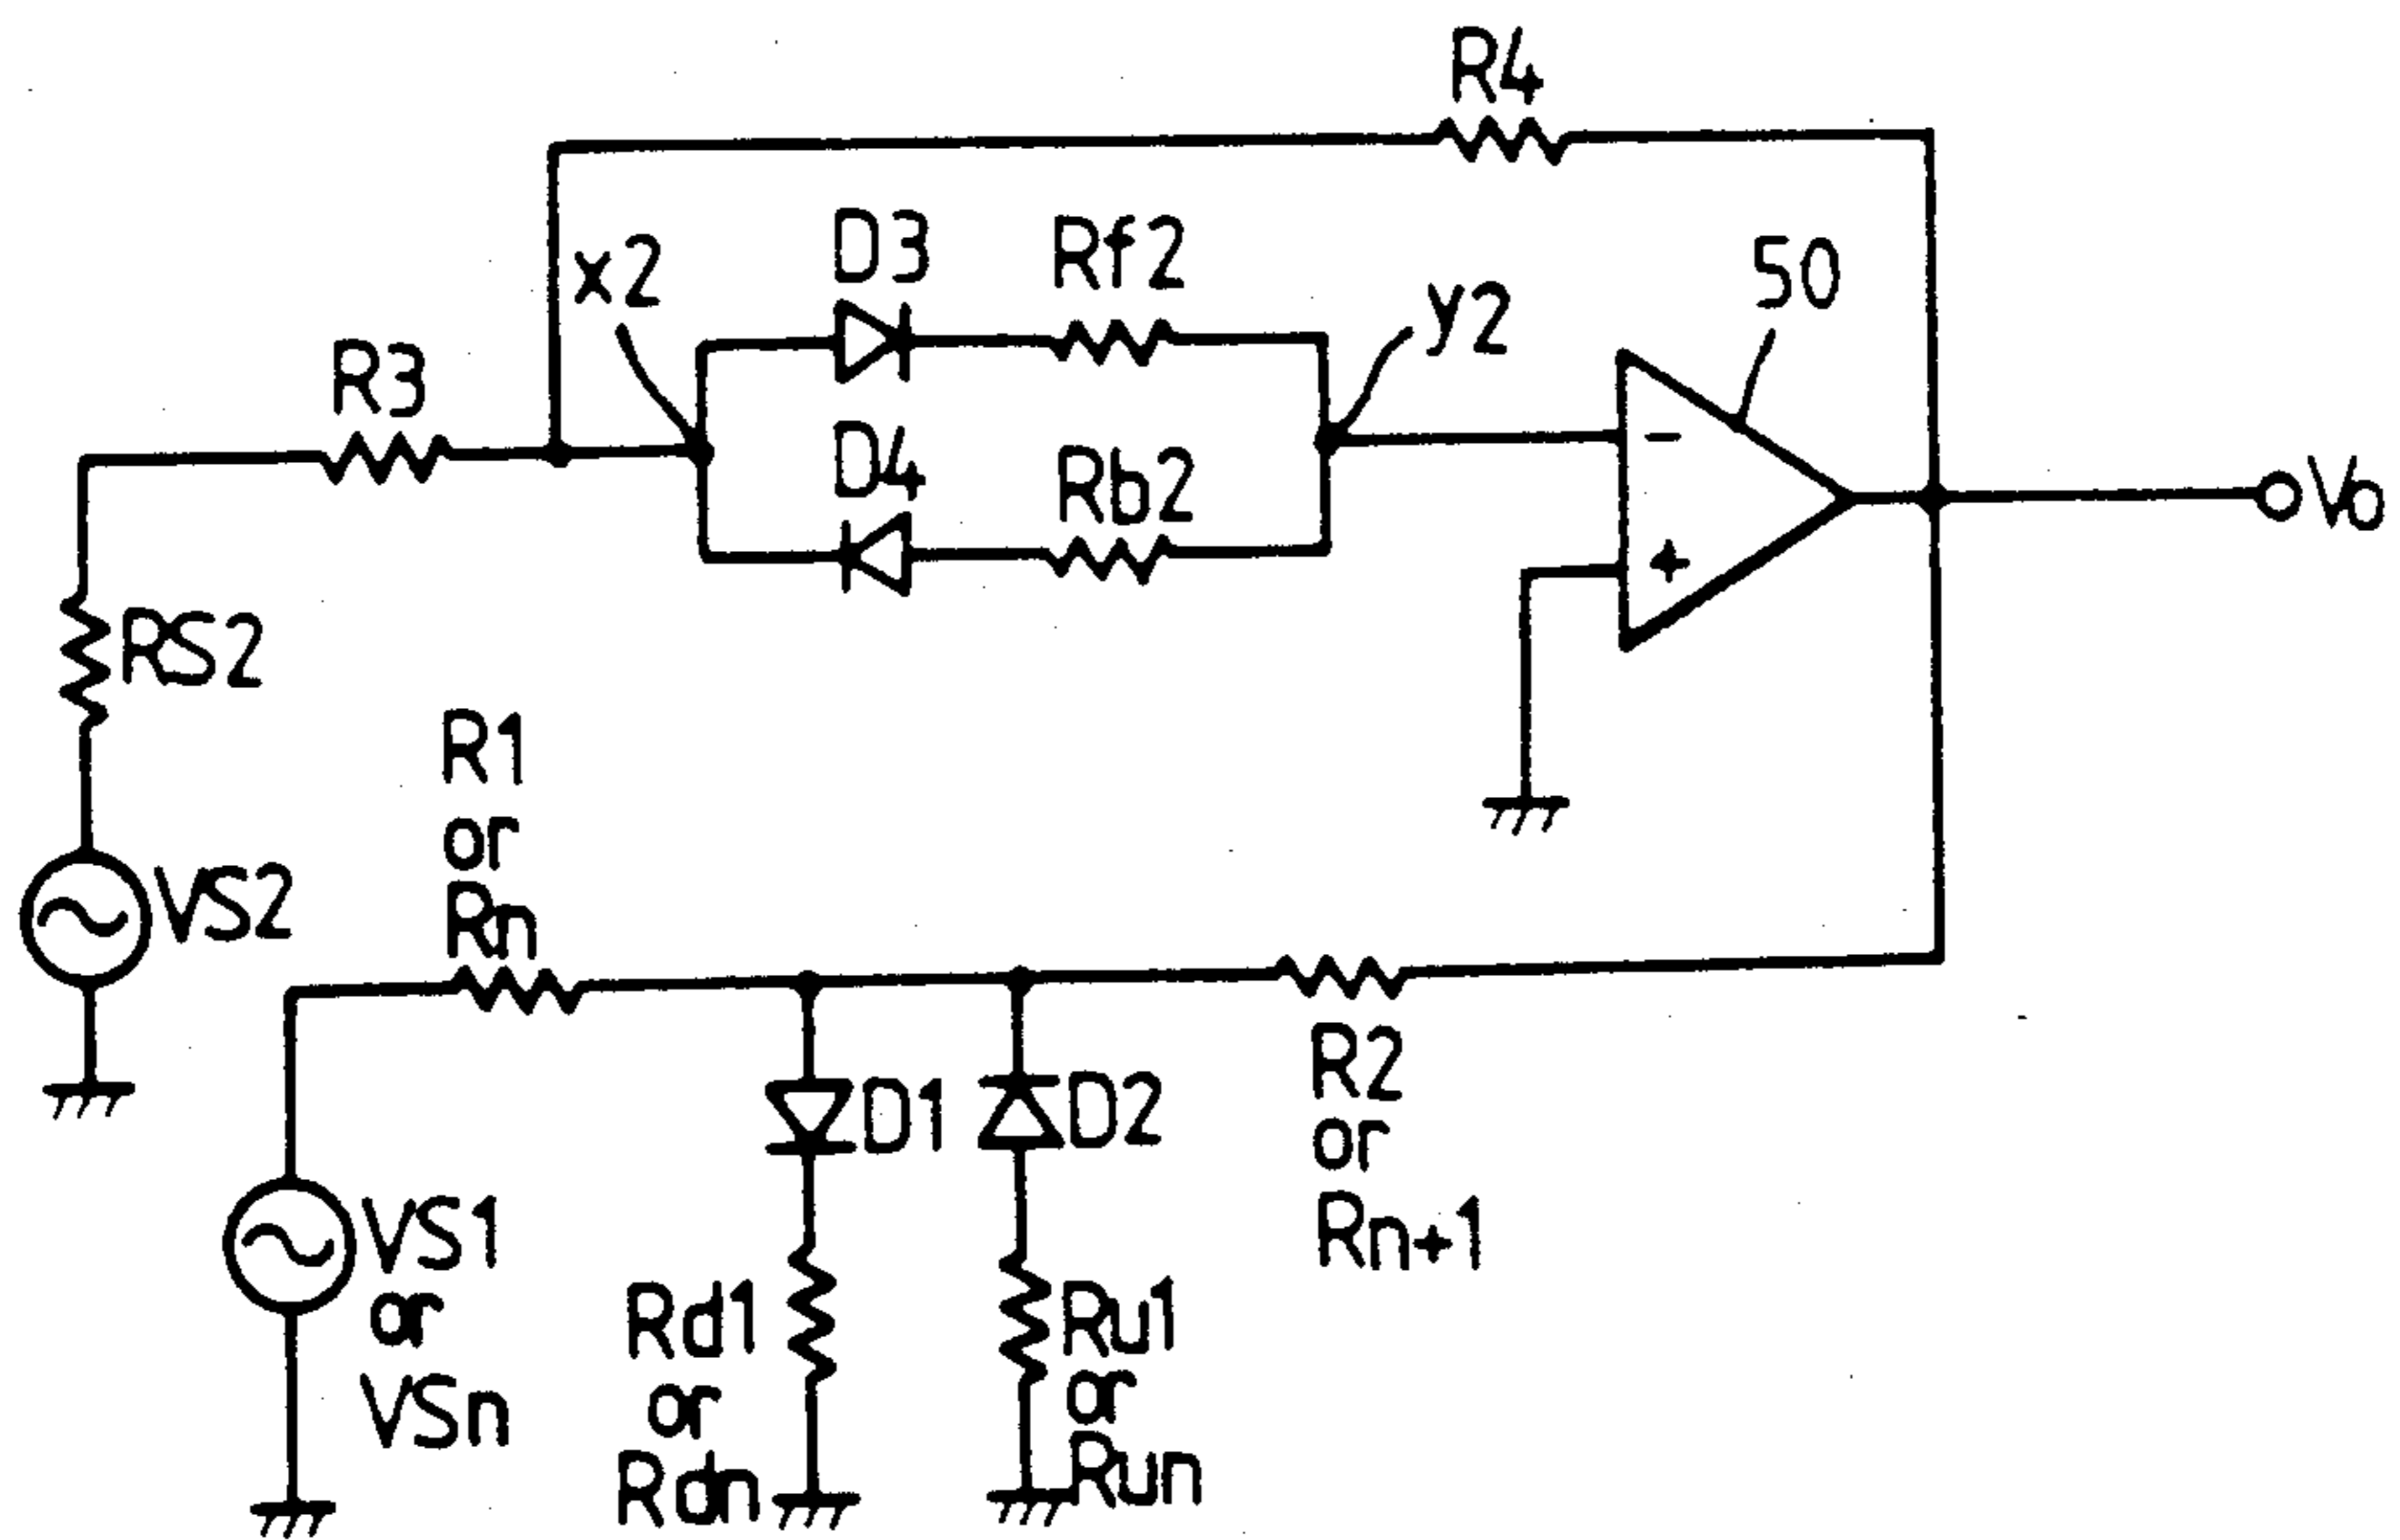 R4
D3
Rf2
x2
50
y2
R3
D4
Rb2
-
Vo
+
RS2
R1
or
Rn
VS2
D1
D2
R2
or
Rn+1
VS1
or
VSn
Rd1
or
Rdn
Ru1
or
Run